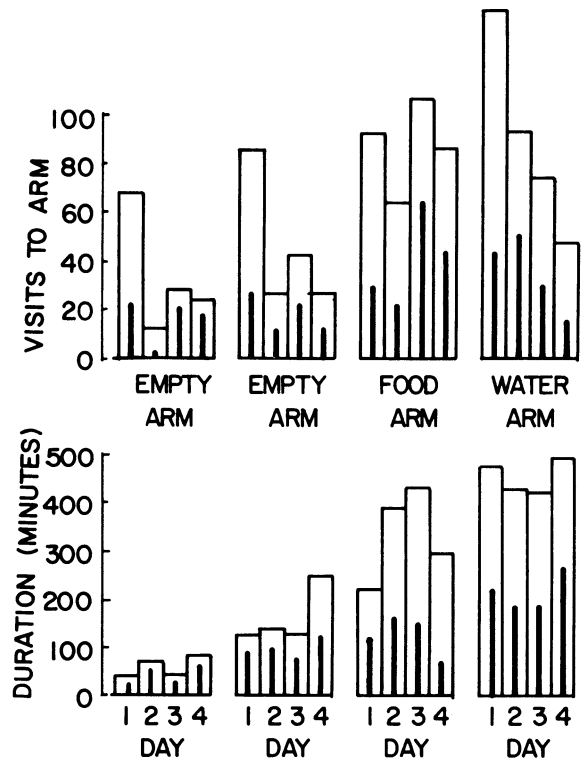 VISITS TO ARM
100
80
60
40
20
0
EMPTY ARM
EMPTY ARM
FOOD ARM
WATER ARM
DURATION (MINUTES)
500
400
300
200
100
0
1 2 3 4
DAY
1 2 3 4
DAY
1 2 3 4
DAY
1 2 3 4
DAY